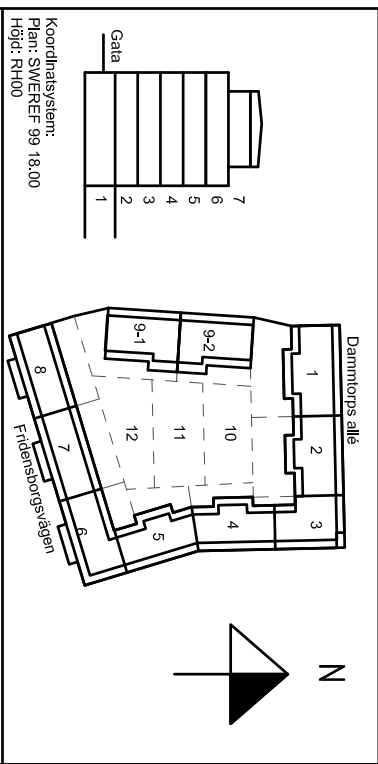 Gata
1
2
3
4
5
6
7
Koordinatsystem:
Plan: SWEREF 99 18.00
Höjd: RH00
Dammtorps allé
1
2
3
4
5
6
7
8
9-1
9-2
10
11
12
Fridensborgsvägen
N